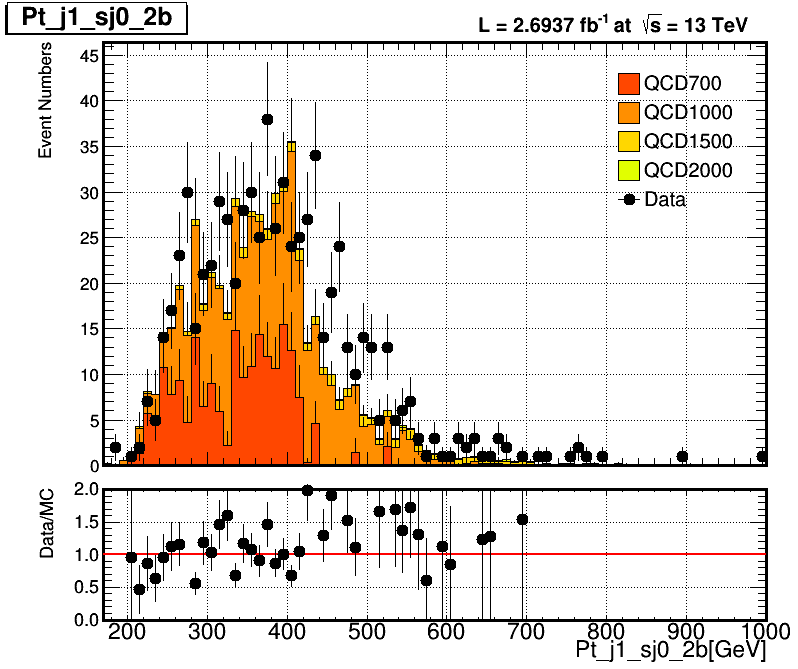 Pt_j1_sj0_2b
L = 2.6937 fb-1 at √s = 13 TeV
Event Numbers
45
40
35
30
25
20
15
10
5
0
QCD700
QCD1000
QCD1500
QCD2000
Data
Data/MC
2.0
1.5
1.0
0.5
0.0
200 300 400 500 600 700 800 900 1000
Pt_j1_sj0_2b[GeV]